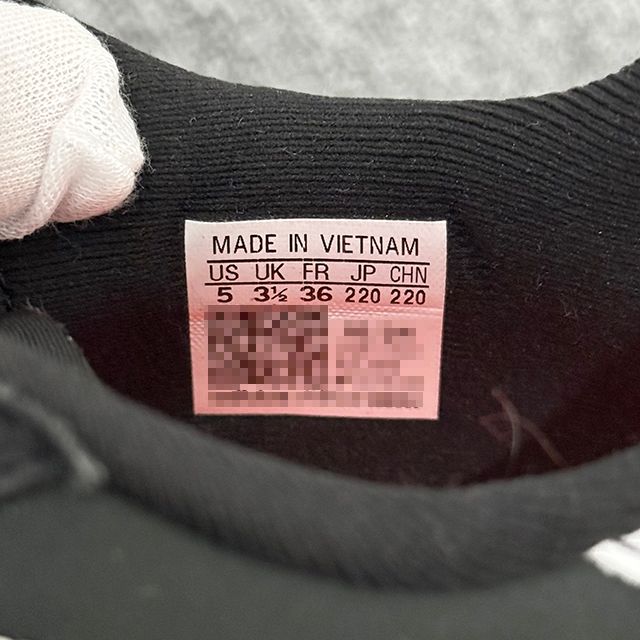 MADE IN VIETNAM
US UK FR JP CHN
5 3½ 36 220 220